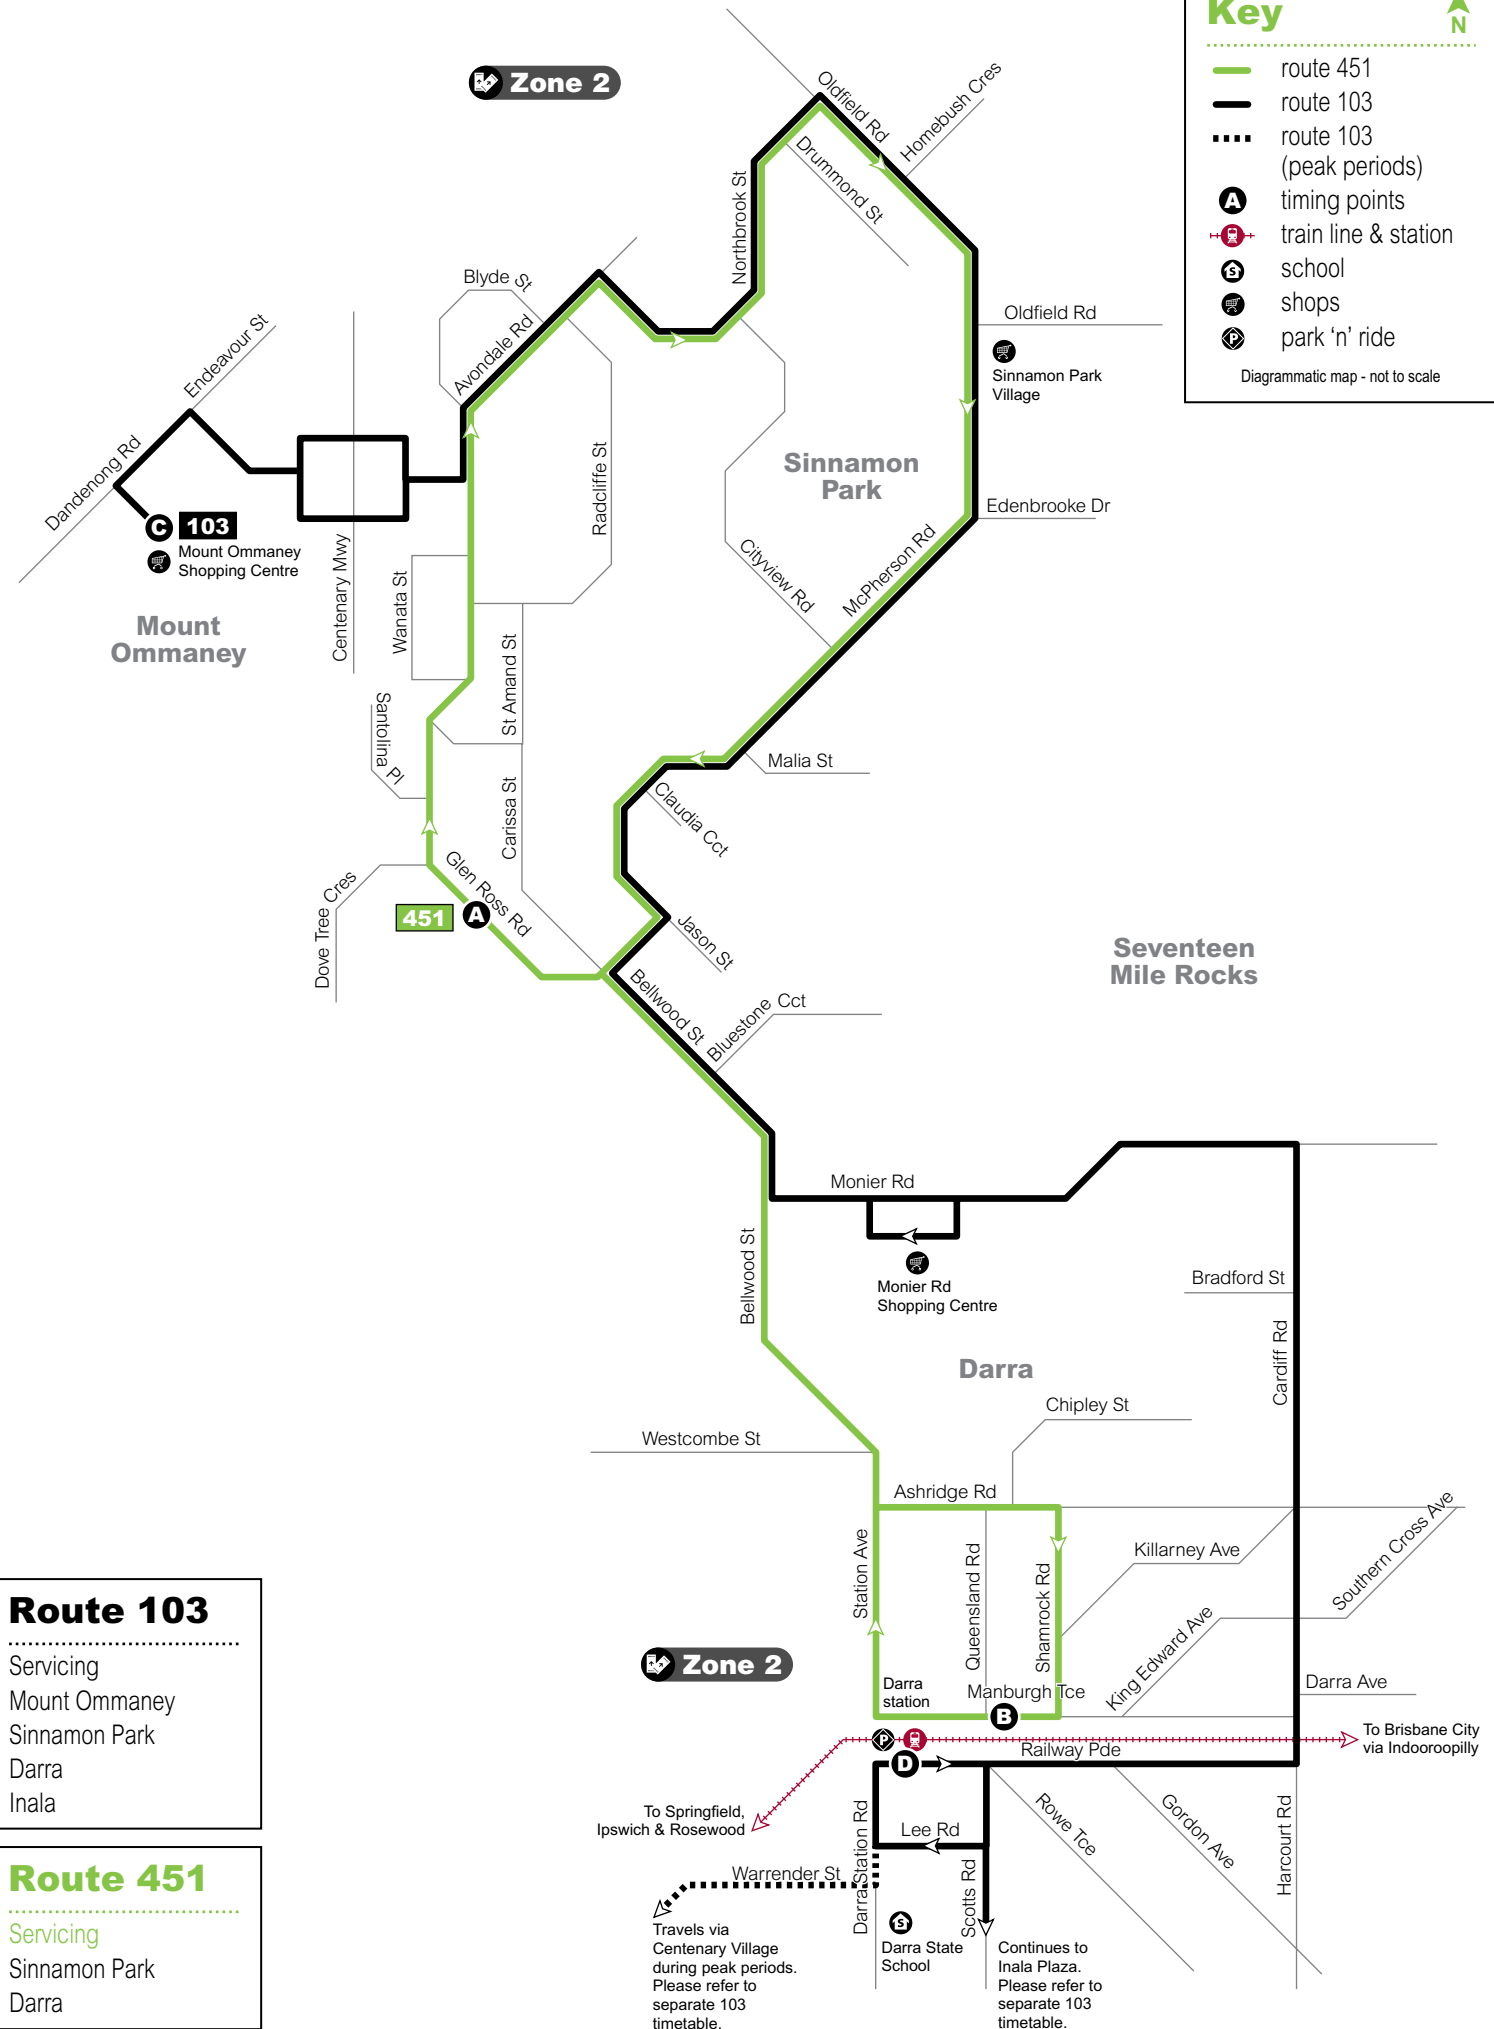 Key
N
route 451
route 103
route 103
(peak periods)
A
timing points
train line & station
S
school
shops
P
park ‘n’ ride
Diagrammatic map - not to scale
Zone 2
Oldfield Rd
Homebush Cres
Drummond St
Northbrook St
Blyde St
Avondale Rd
Endeavour St
Dandenong Rd
Oldfield Rd
Sinnamon Park
Village
Radcliffe St
Sinnamon
Park
Edenbrooke Dr
C
103
Mount Ommaney
Shopping Centre
Centenary Mwy
Wanata St
Cityview Rd
McPherson Rd
Mount
Ommaney
St Amand St
Santolina Pl
Malia St
Carissa St
Claudia Cct
Glen Ross Rd
Dove Tree Cres
451
A
Jason St
Seventeen
Mile Rocks
Bellwood St
Bluestone Cct
Monier Rd
Bellwood St
Monier Rd
Shopping Centre
Bradford St
Cardiff Rd
Darra
Chipley St
Westcombe St
Ashridge Rd
Station Ave
Queensland Rd
Shamrock Rd
Killarney Ave
Southern Cross Ave
King Edward Ave
Zone 2
Darra
station
Manburgh Tce
B
Darra Ave
P
D
Railway Pde
To Brisbane City
via Indooroopilly
To Springfield,
Ipswich & Rosewood
Darra Station Rd
Lee Rd
Rowe Tce
Gordon Ave
Harcourt Rd
Warrender St
Scotts Rd
S
Darra State
School
Travels via
Centenary Village
during peak periods.
Please refer to
separate 103
timetable.
Continues to
Inala Plaza.
Please refer to
separate 103
timetable.
Route 103
Servicing
Mount Ommaney
Sinnamon Park
Darra
Inala
Route 451
Servicing
Sinnamon Park
Darra